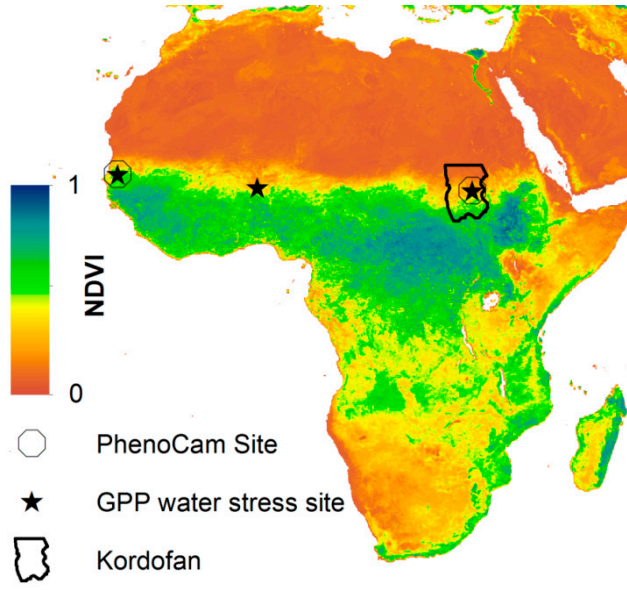 1
NDVI
0
PhenoCam Site
GPP water stress site
Kordofan